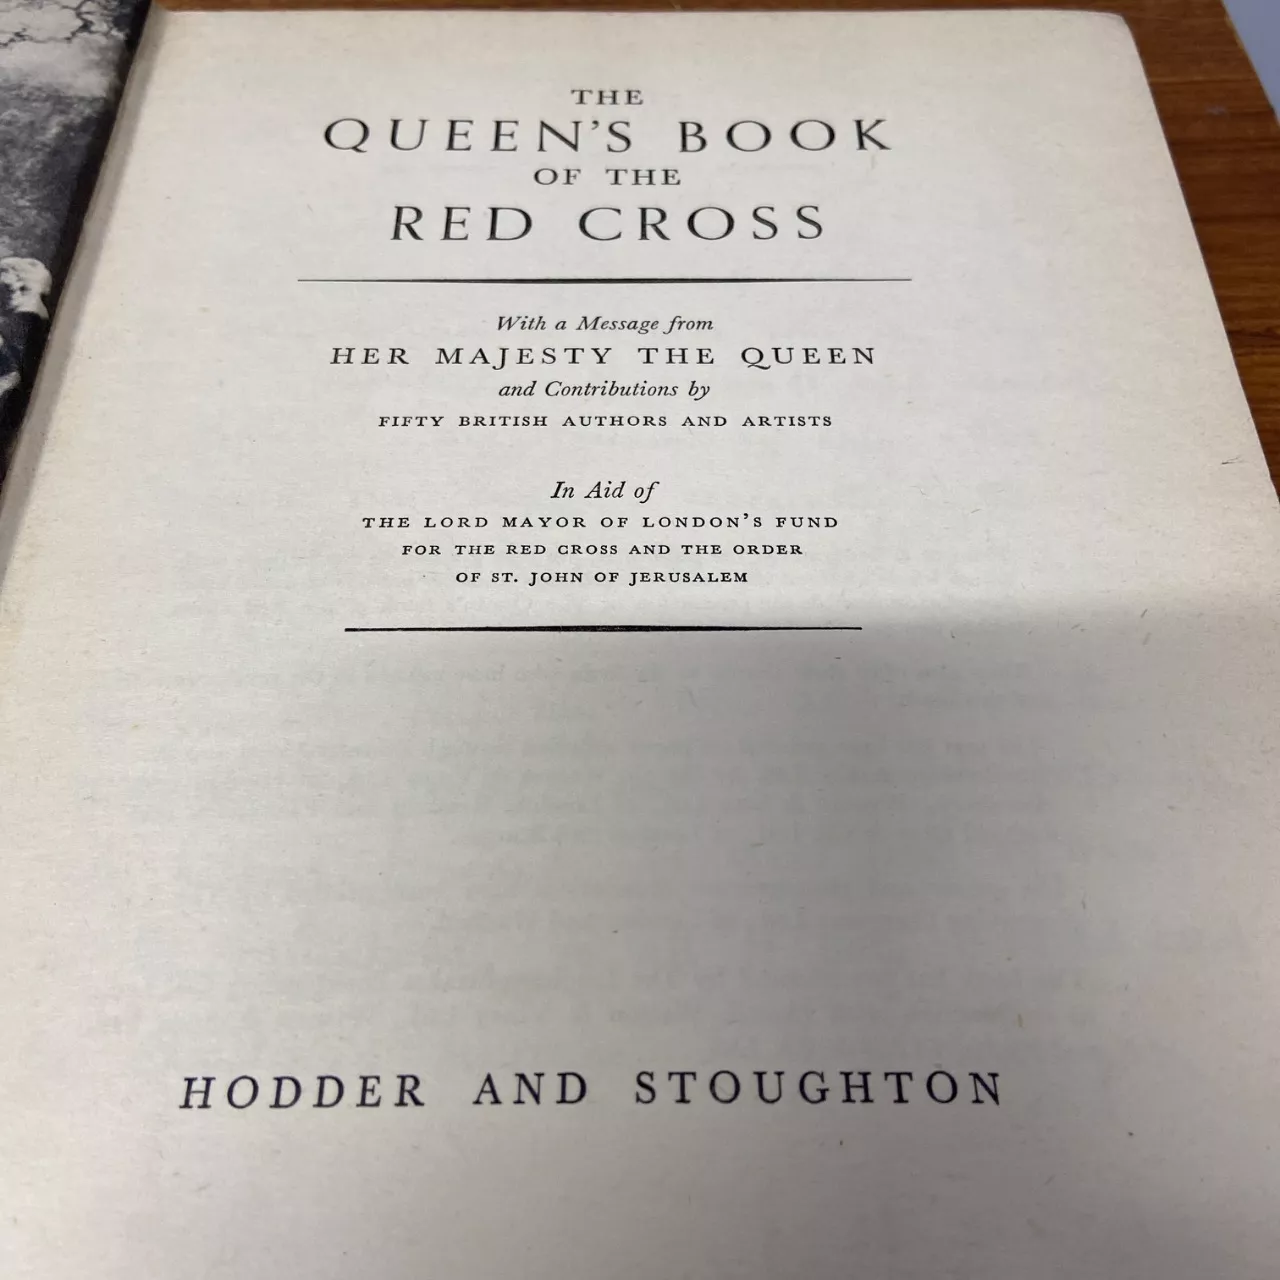 THE
QUEEN'S BOOK
OF THE
RED CROSS
With a Message from
HER MAJESTY THE QUEEN
and Contributions by
FIFTY BRITISH AUTHORS AND ARTISTS
In Aid of
THE LORD MAYOR OF LONDON'S FUND
FOR THE RED CROSS AND THE ORDER
OF ST. JOHN OF JERUSALEM
HODDER AND STOUGHTON